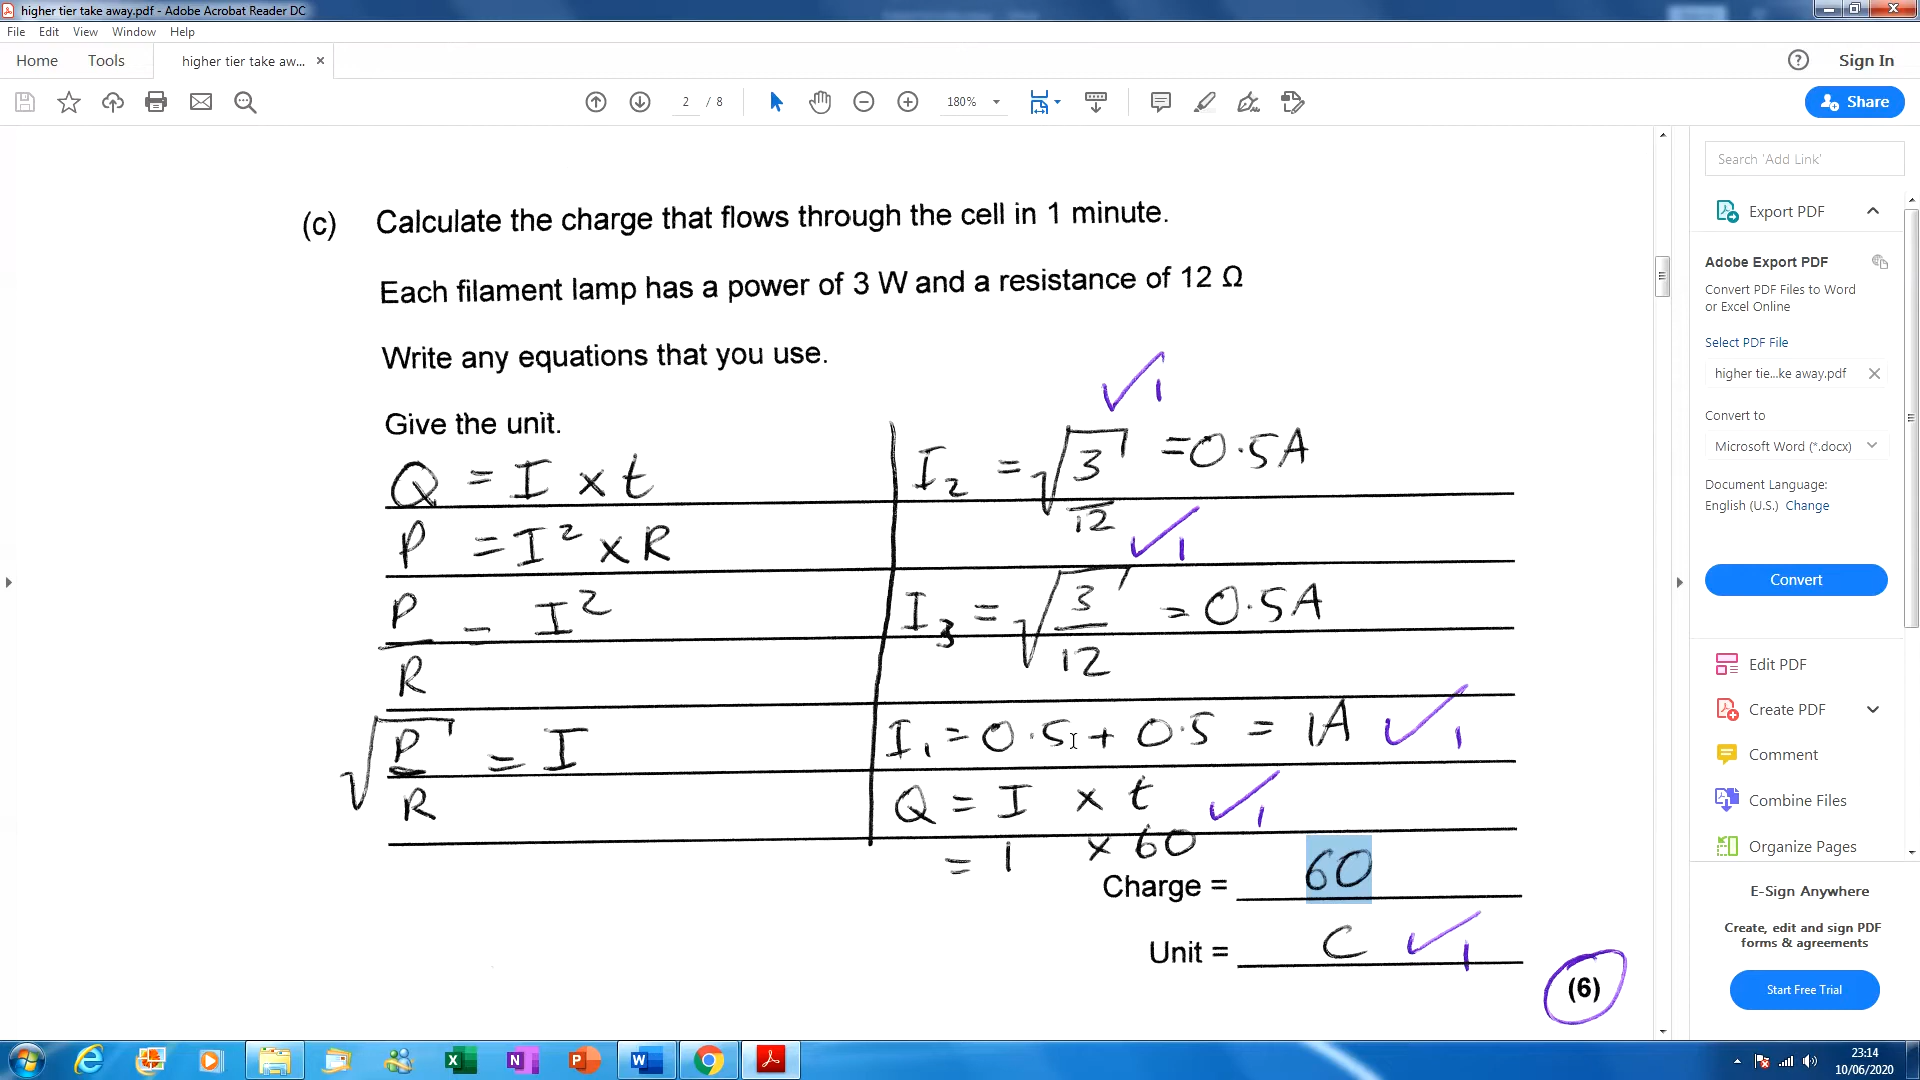 higher tier take away.pdf - Adobe Acrobat Reader DC
File Edit View Window Help
Home Tools higher tier take aw... × Sign In
2 / 8 180% Share
Search 'Add Link'
Export PDF
Adobe Export PDF
Convert PDF Files to Word
or Excel Online
Select PDF File
higher tie...ke away.pdf
Convert to
Microsoft Word (*.docx)
Document Language:
English (U.S.) Change
Convert
Edit PDF
Create PDF
Comment
Combine Files
Organize Pages
E-Sign Anywhere
Create, edit and sign PDF
forms & agreements
Start Free Trial
(c) Calculate the charge that flows through the cell in 1 minute.
Each filament lamp has a power of 3 W and a resistance of 12 Ω
Write any equations that you use.
Give the unit.
Q = I × t
P = I² × R
P/R = I²
√(P/R) = I
I₂ = √(3/12) = 0.5A ✓1
I₃ = √(3/12) = 0.5A ✓1
I₁ = 0.5 + 0.5 = 1A ✓1
Q = I × t ✓1
= 1 × 60
Charge = 60
Unit = C ✓1
(6)
23:14
10/06/2020